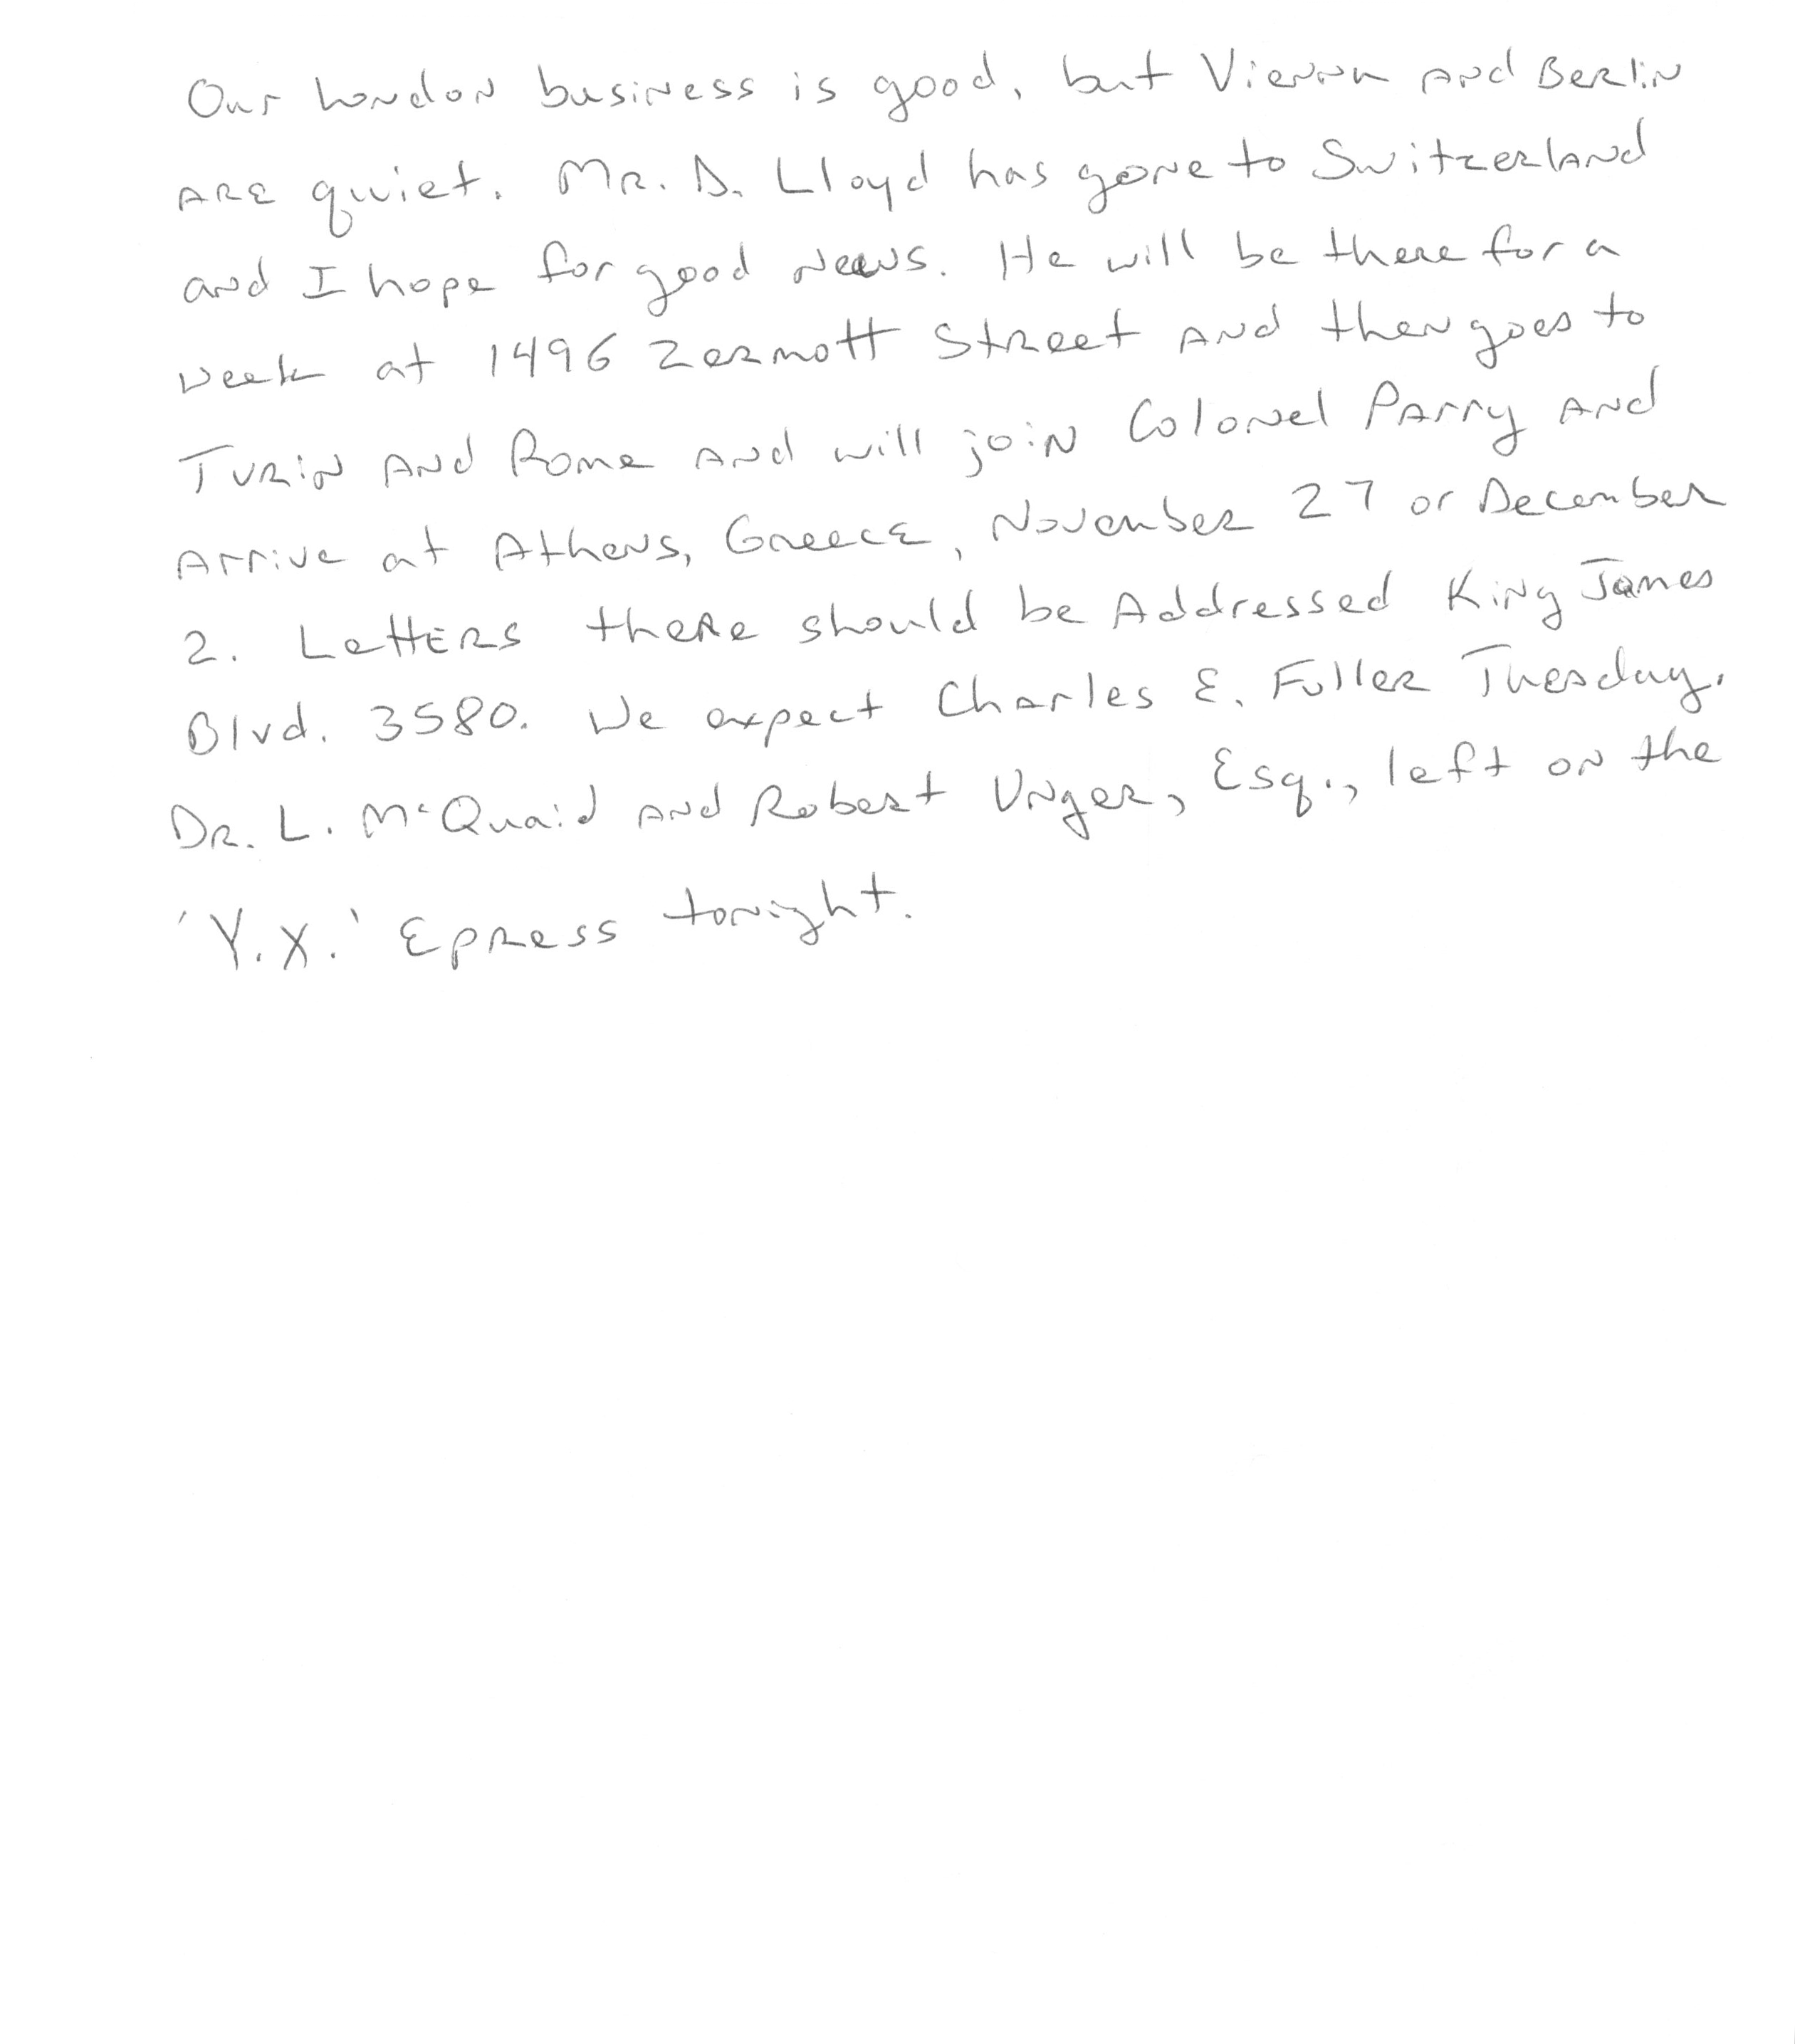 Our London business is good, but Vienna and Berlin
are quiet. Mr. D. Lloyd has gone to Switzerland
and I hope for good news. He will be there for a
week at 1496 Zermott Street and then goes to
Turin and Rome and will join Colonel Parry and
arrive at Athens, Greece, November 27 or December
2. Letters there should be addressed King James
Blvd. 3580. We expect Charles E. Fuller Tuesday.
Dr. L. McQuaid and Robert Unger, Esq., left on the
'Y.X.' Epress tonight.